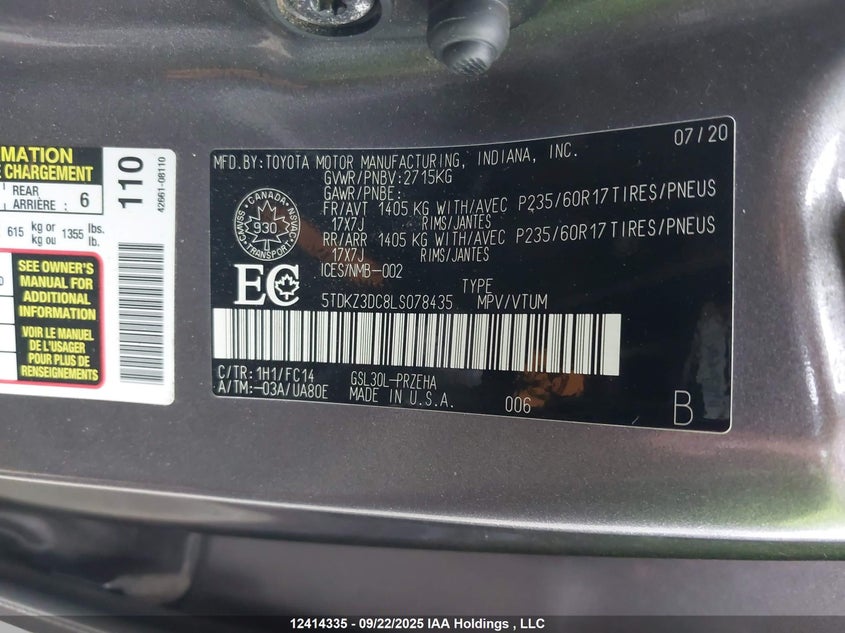 MATION
CHARGEMENT
REAR
ARRIÈRE : 6
615 kg or kg ou 1355 lbs. lb.
SEE OWNER'S
MANUAL FOR
ADDITIONAL
INFORMATION
VOIR LE MANUEL
DE L'USAGER
POUR PLUS DE
RENSEIGNEMENTS
110
42661-08110
07/20
MFD.BY:TOYOTA MOTOR MANUFACTURING, INDIANA, INC.
GVWR/PNBV:2715KG
GAWR/PNBE:
FR/AVT 1405 KG WITH/AVEC P235/60R17TIRES/PNEUS
17X7J RIMS/JANTES
RR/ARR 1405 KG WITH/AVEC P235/60R17TIRES/PNEUS
17X7J RIMS/JANTES
ICES/NMB-002
CANADA
930
TRANSPORT
EC
TYPE
5TDKZ3DC8LS078435 MPV/VTUM
C/TR:1H1/FC14 GSL30L-PRZEHA
A/TM:-03A/UA80E MADE IN U.S.A. 006 B
12414335 - 09/22/2025 IAA Holdings , LLC